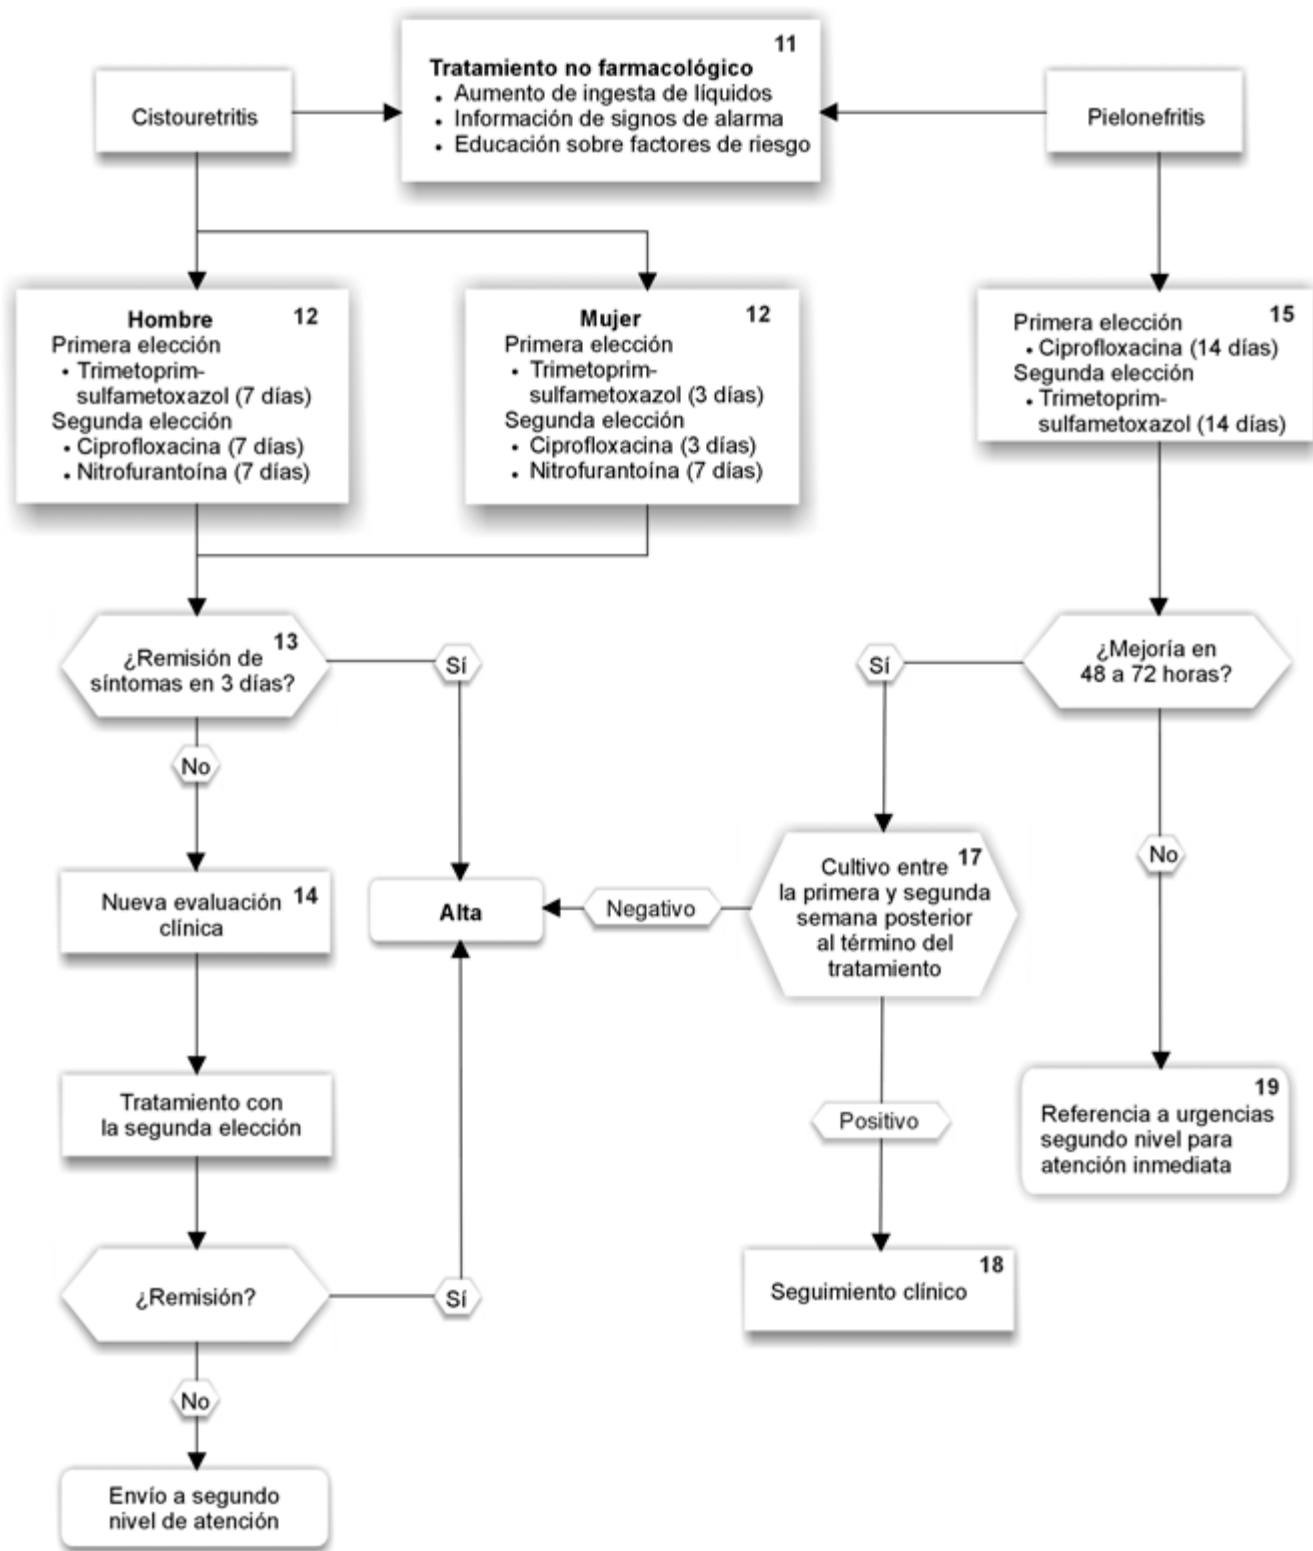 11
Tratamiento no farmacológico
• Aumento de ingesta de líquidos
• Información de signos de alarma
• Educación sobre factores de riesgo
Cistouretritis
Pielonefritis
Hombre 12
Primera elección
• Trimetoprim-
sulfametoxazol (7 días)
Segunda elección
• Ciprofloxacina (7 días)
• Nitrofurantoína (7 días)
Mujer 12
Primera elección
• Trimetoprim-
sulfametoxazol (3 días)
Segunda elección
• Ciprofloxacina (3 días)
• Nitrofurantoína (7 días)
15
Primera elección
• Ciprofloxacina (14 días)
Segunda elección
• Trimetoprim-
sulfametoxazol (14 días)
13
¿Remisión de
síntomas en 3 días?
Sí
No
Sí
¿Mejoría en
48 a 72 horas?
No
Nueva evaluación 14
clínica
Alta
Negativo
Cultivo entre 17
la primera y segunda
semana posterior
al término del
tratamiento
Tratamiento con
la segunda elección
Positivo
19
Referencia a urgencias
segundo nivel para
atención inmediata
¿Remisión?
Sí
18
Seguimiento clínico
No
Envío a segundo
nivel de atención